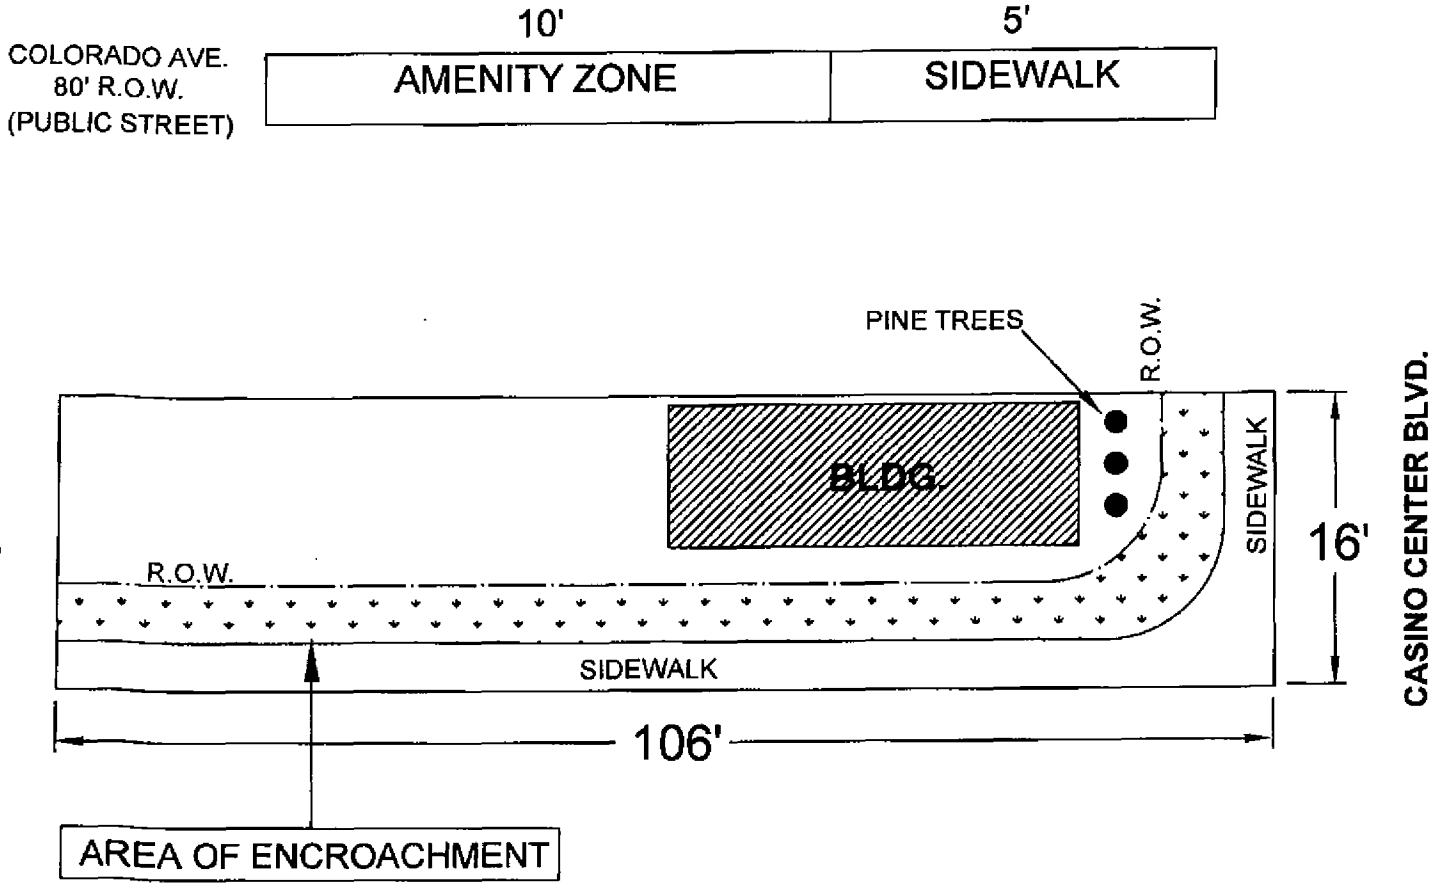 10'
5'
COLORADO AVE.
80' R.O.W.
(PUBLIC STREET)
AMENITY ZONE
SIDEWALK
PINE TREES
R.O.W.
BLDG.
SIDEWALK
16'
CASINO CENTER BLVD.
R.O.W.
SIDEWALK
106'
AREA OF ENCROACHMENT